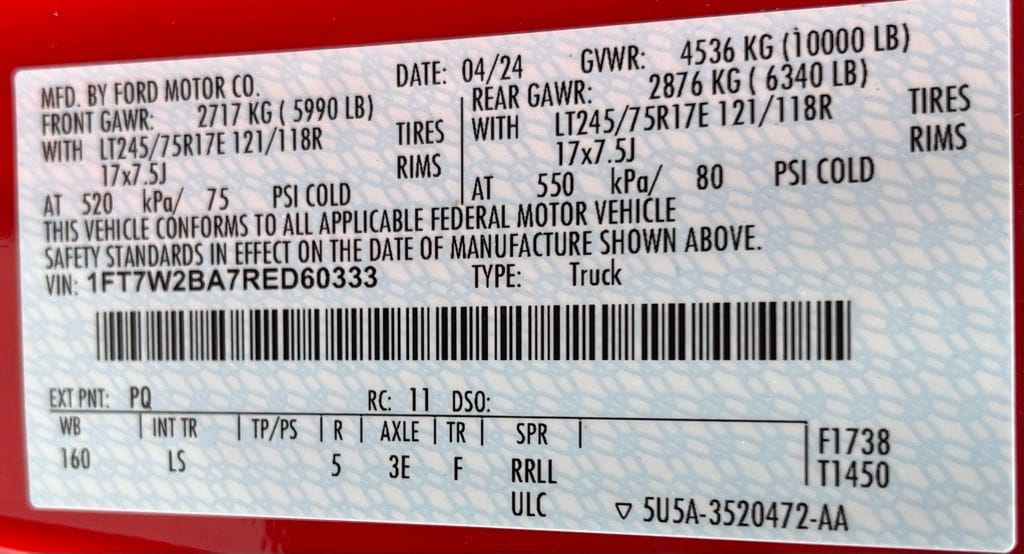 MFD. BY FORD MOTOR CO. DATE: 04/24 GVWR: 4536 KG (10000 LB)
FRONT GAWR: 2717 KG ( 5990 LB) REAR GAWR: 2876 KG ( 6340 LB)
WITH LT245/75R17E 121/118R TIRES WITH LT245/75R17E 121/118R TIRES
17x7.5J RIMS 17x7.5J RIMS
AT 520 kPa/ 75 PSI COLD AT 550 kPa/ 80 PSI COLD
THIS VEHICLE CONFORMS TO ALL APPLICABLE FEDERAL MOTOR VEHICLE
SAFETY STANDARDS IN EFFECT ON THE DATE OF MANUFACTURE SHOWN ABOVE.
VIN: 1FT7W2BA7RED60333 TYPE: Truck
EXT PNT: PQ RC: 11 DSO:
WB | INT TR | TP/PS | R | AXLE | TR | SPR | F1738
160 LS 5 3E F RRLL T1450
ULC ▽ 5U5A-3520472-AA